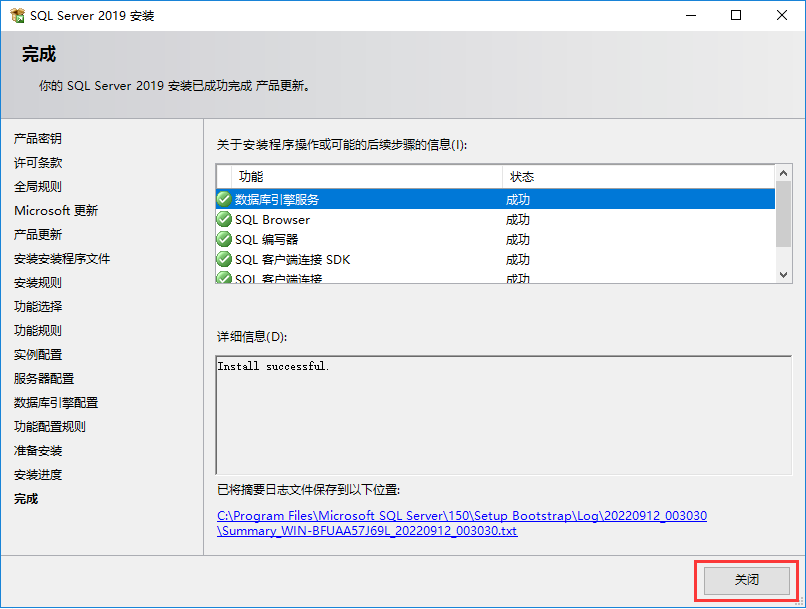 SQL Server 2019 安装
完成
你的 SQL Server 2019 安装已成功完成 产品更新。
产品密钥
许可条款
全局规则
Microsoft 更新
产品更新
安装安装程序文件
安装规则
功能选择
功能规则
实例配置
服务器配置
数据库引擎配置
功能配置规则
准备安装
安装进度
完成
关于安装程序操作或可能的后续步骤的信息(I):
功能 状态
数据库引擎服务 成功
SQL Browser 成功
SQL 编写器 成功
SQL 客户端连接 SDK 成功
SQL 客户端连接 成功
详细信息(D):
Install successful.
已将摘要日志文件保存到以下位置:
C:\Program Files\Microsoft SQL Server\150\Setup Bootstrap\Log\20220912_003030
\Summary_WIN-BFUAA57J69L_20220912_003030.txt
关闭